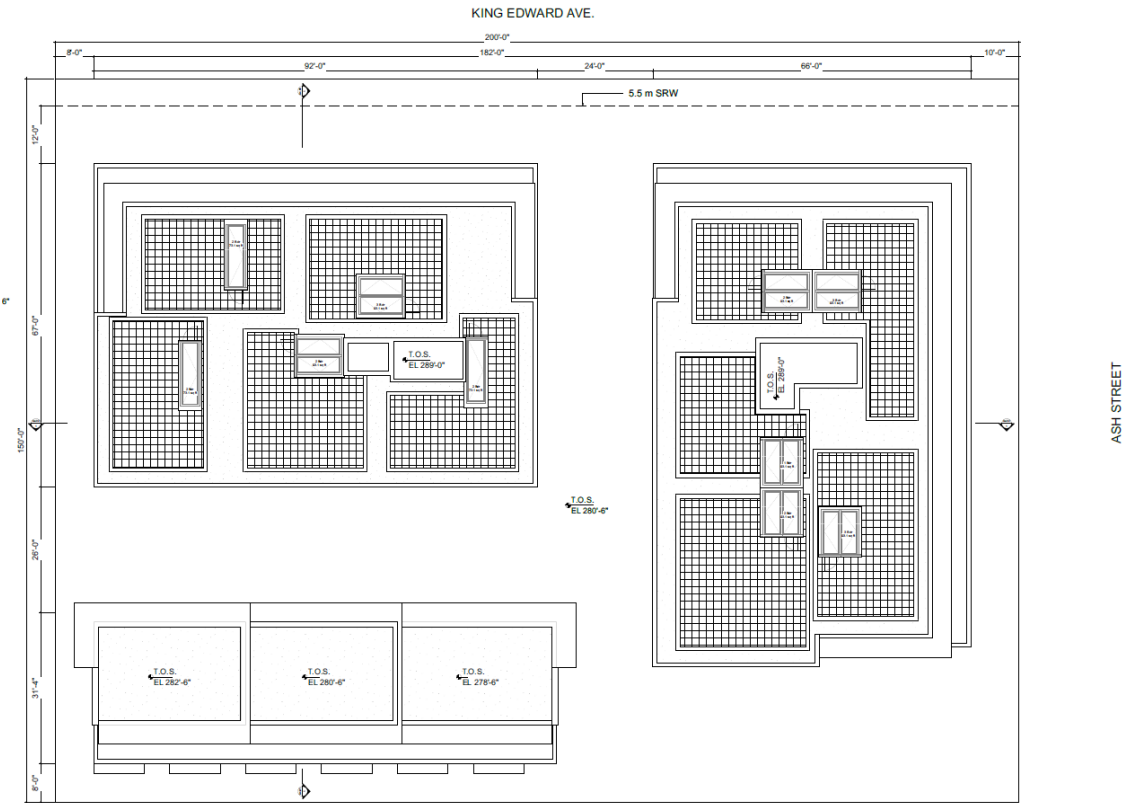 KING EDWARD AVE.
200'-0"
8'-0"
182'-0"
10'-0"
92'-0"
24'-0"
66'-0"
5.5 m SRW
12'-0"
6"
67'-0"
T.O.S.
EL 289'-0"
T.O.S.
EL 289'-0"
ASH STREET
150'-0"
T.O.S.
EL 280'-6"
26'-0"
T.O.S.
EL 282'-6"
T.O.S.
EL 280'-6"
T.O.S.
EL 278'-6"
31'-4"
8'-0"